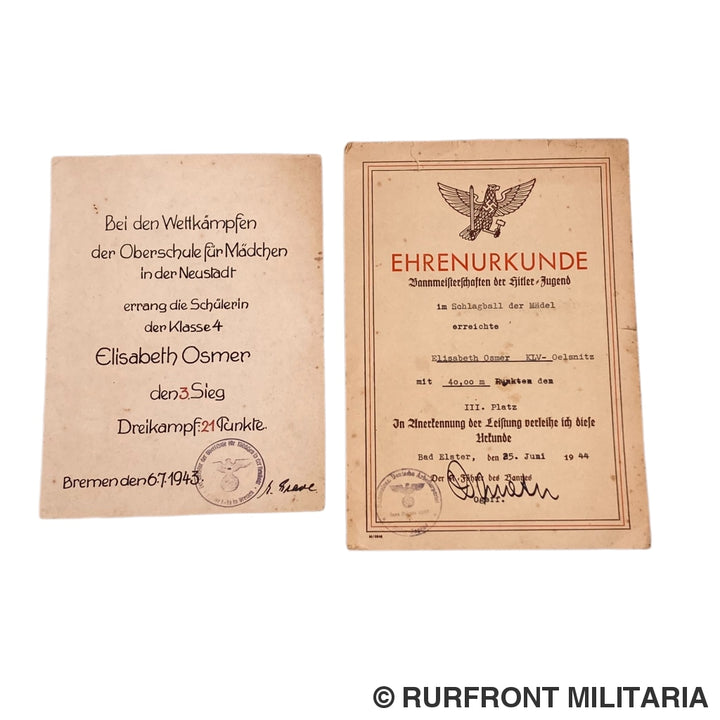 Bei den Wettkämpfen
der Oberschule für Mädchen
in der Neustadt
errang die Schülerin
der Klasse 4
Elisabeth Osmer
den 3. Sieg
Dreikampf: 21 Punkte.
Bremen den 6.7.1943.
EHRENURKUNDE
Bannmeisterschaften der Hitler-Jugend
im Schlagball der Mädel
erreichte
Elisabeth Osmer KLV- Oelsnitz
mit 40,00 m Punkten den
III. Platz
In Anerkennung der Leistung verleihe ich diese
Urkunde
Bad Elster, den 25. Juni 1944
Der Führer des Bannes
© RURFRONT MILITARIA